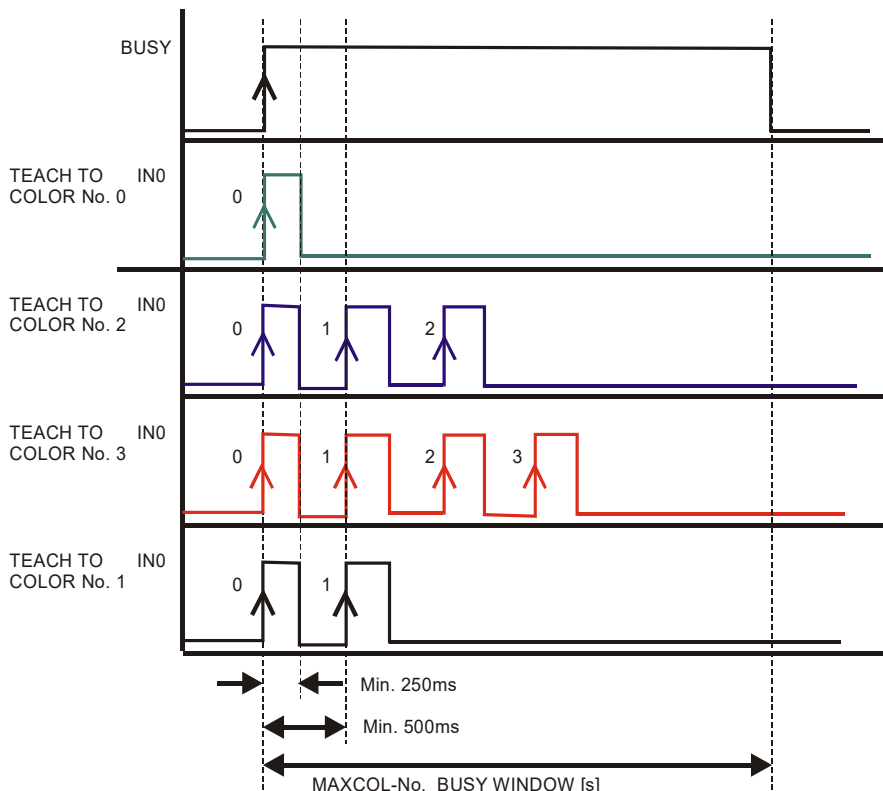 BUSY
TEACH TO IN0
COLOR No. 0
0
TEACH TO IN0
COLOR No. 2
0 1 2
TEACH TO IN0
COLOR No. 3
0 1 2 3
TEACH TO IN0
COLOR No. 1
0 1
Min. 250ms
Min. 500ms
MAXCOL-No. BUSY WINDOW [s]